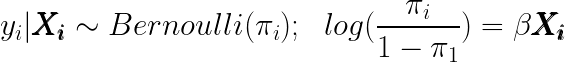 y_i|X_i ∼ Bernoulli(π_i);  log(π_i / (1 − π_1)) = βX_i